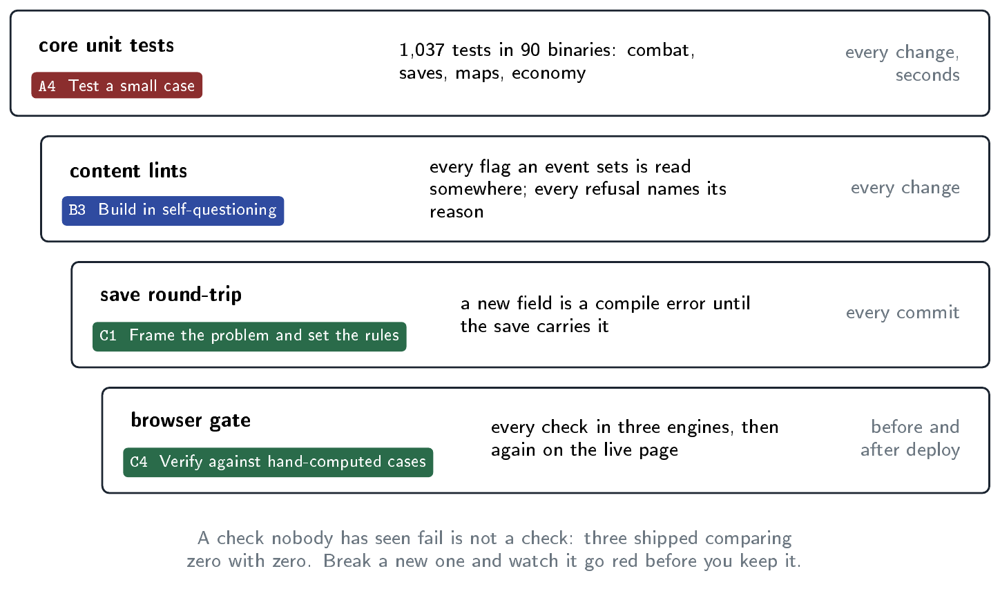 core unit tests
A4 Test a small case
1,037 tests in 90 binaries: combat,
saves, maps, economy
every change,
seconds
content lints
B3 Build in self-questioning
every flag an event sets is read
somewhere; every refusal names its
reason
every change
save round-trip
C1 Frame the problem and set the rules
a new field is a compile error until
the save carries it
every commit
browser gate
C4 Verify against hand-computed cases
every check in three engines, then
again on the live page
before and
after deploy
A check nobody has seen fail is not a check: three shipped comparing
zero with zero. Break a new one and watch it go red before you keep it.